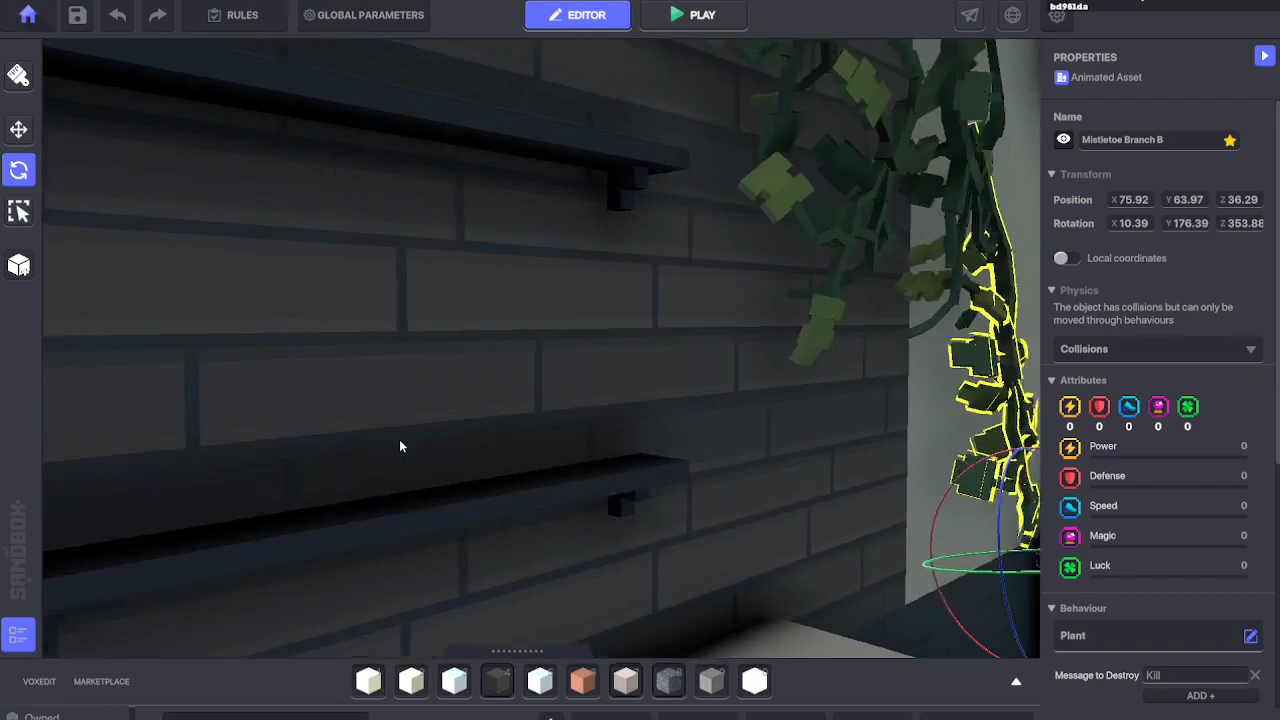 RULES
GLOBAL PARAMETERS
EDITOR
PLAY
bd981da
PROPERTIES
Animated Asset
Name
Mistletoe Branch B
Transform
Position X 75.92 Y 63.97 Z 36.29
Rotation X 10.39 Y 176.39 Z 353.88
Local coordinates
Physics
The object has collisions but can only be
moved through behaviours
Collisions
Attributes
0 0 0 0 0
Power 0
Defense 0
Speed 0
Magic 0
Luck 0
Behaviour
Plant
Message to Destroy Kill
ADD +
THE SANDBOX
VOXEDIT MARKETPLACE
Owned